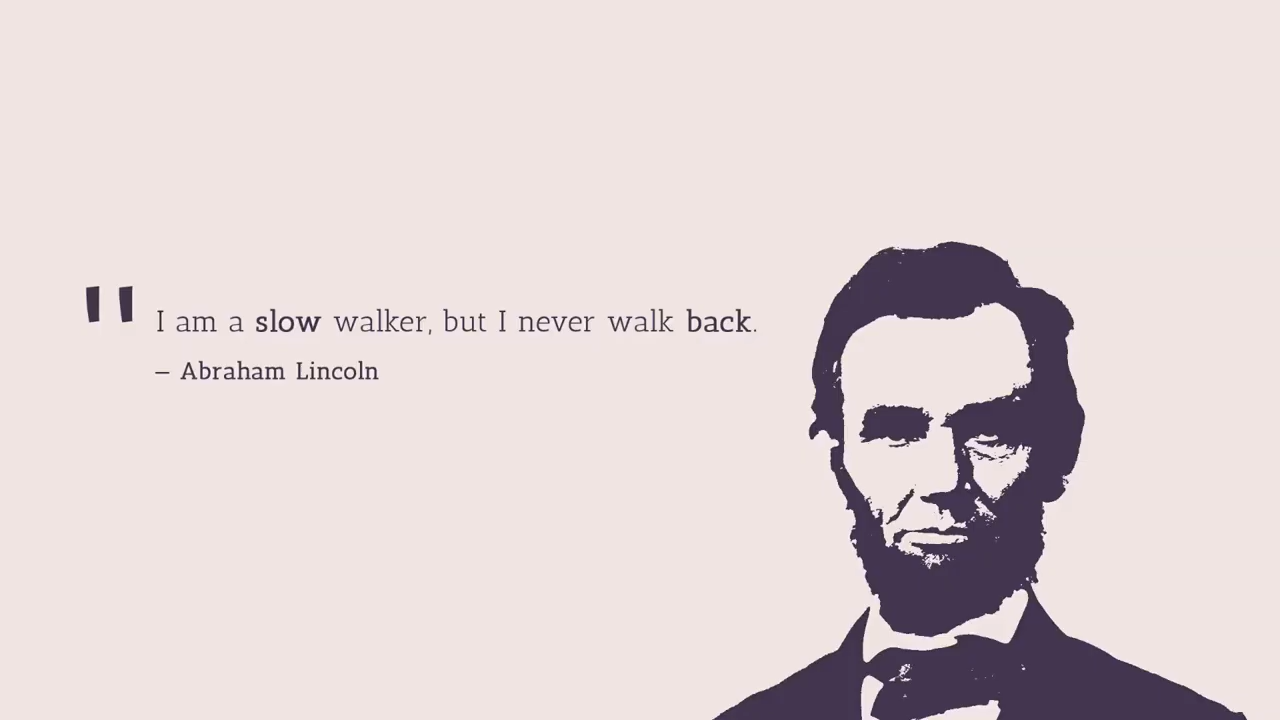 " I am a slow walker, but I never walk back.
– Abraham Lincoln